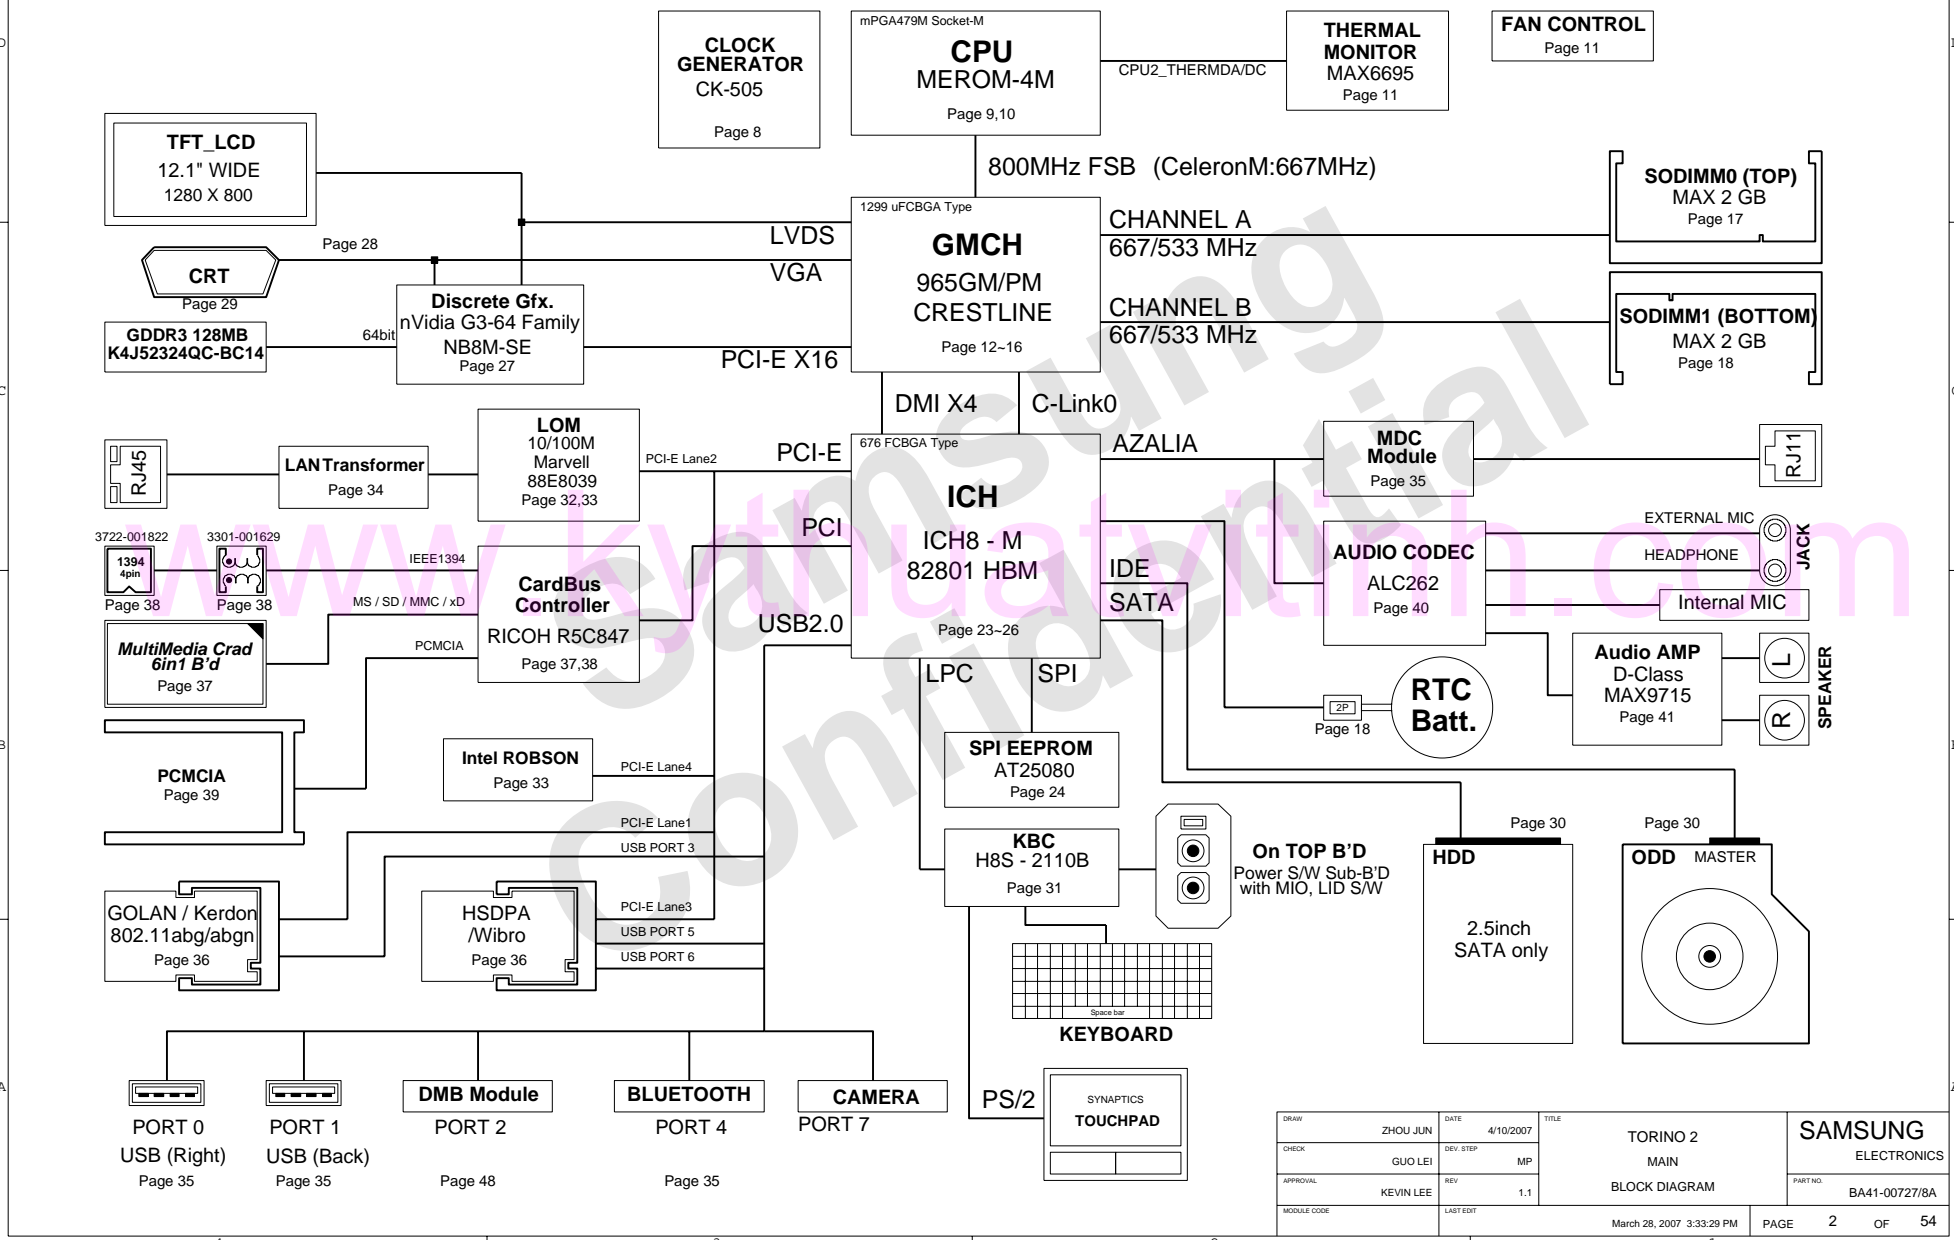 mPGA479M Socket-M
CPU
MEROM-4M
Page 9,10
CLOCK
GENERATOR
CK-505
Page 8
CPU2_THERMDA/DC
THERMAL
MONITOR
MAX6695
Page 11
FAN CONTROL
Page 11
TFT_LCD
12.1" WIDE
1280 X 800
800MHz FSB (CeleronM:667MHz)
1299 uFCBGA Type
GMCH
965GM/PM
CRESTLINE
Page 12~16
LVDS
VGA
PCI-E X16
CHANNEL A
667/533 MHz
CHANNEL B
667/533 MHz
SODIMM0 (TOP)
MAX 2 GB
Page 17
SODIMM1 (BOTTOM)
MAX 2 GB
Page 18
Page 28
CRT
Page 29
GDDR3 128MB
K4J52324QC-BC14
64bit
Discrete Gfx.
nVidia G3-64 Family
NB8M-SE
Page 27
DMI X4
C-Link0
RJ45
LAN Transformer
Page 34
LOM
10/100M
Marvell
88E8039
Page 32,33
PCI-E Lane2
PCI-E
PCI
USB2.0
676 FCBGA Type
ICH
ICH8 - M
82801 HBM
Page 23~26
AZALIA
IDE
SATA
LPC
SPI
MDC
Module
Page 35
RJ11
3722-001822
1394
4pin
Page 38
3301-001629
Page 38
IEEE1394
MS / SD / MMC / xD
PCMCIA
CardBus
Controller
RICOH R5C847
Page 37,38
MultiMedia Crad
6in1 B'd
Page 37
AUDIO CODEC
ALC262
Page 40
EXTERNAL MIC
HEADPHONE
JACK
Internal MIC
Audio AMP
D-Class
MAX9715
Page 41
L
R
SPEAKER
2P
Page 18
RTC
Batt.
PCMCIA
Page 39
Intel ROBSON
Page 33
PCI-E Lane4
SPI EEPROM
AT25080
Page 24
PCI-E Lane1
USB PORT 3
KBC
H8S - 2110B
Page 31
On TOP B'D
Power S/W Sub-B'D
with MIO, LID S/W
Page 30
HDD
2.5inch
SATA only
Page 30
ODD MASTER
GOLAN / Kerdon
802.11abg/abgn
Page 36
HSDPA
/Wibro
Page 36
PCI-E Lane3
USB PORT 5
USB PORT 6
Space bar
KEYBOARD
PS/2
SYNAPTICS
TOUCHPAD
PORT 0
USB (Right)
Page 35
PORT 1
USB (Back)
Page 35
DMB Module
PORT 2
Page 48
BLUETOOTH
PORT 4
Page 35
CAMERA
PORT 7
DRAW
ZHOU JUN
DATE
4/10/2007
TITLE
TORINO 2
MAIN
BLOCK DIAGRAM
SAMSUNG
ELECTRONICS
CHECK
GUO LEI
DEV. STEP
MP
APPROVAL
KEVIN LEE
REV
1.1
PART NO.
BA41-00727/8A
MODULE CODE
LAST EDIT
March 28, 2007 3:33:29 PM
PAGE 2 OF 54
Samsung
Confidential
www.kythuatvitinh.com